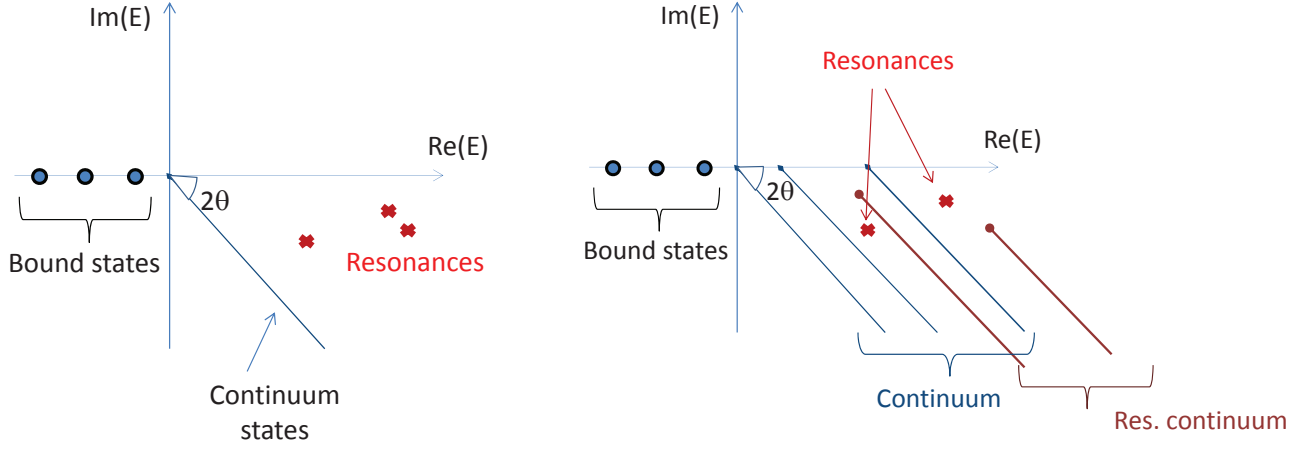 Im(E)
Re(E)
2θ
Bound states
Resonances
Continuum
states
Im(E)
Resonances
Re(E)
2θ
Bound states
Continuum
Res. continuum